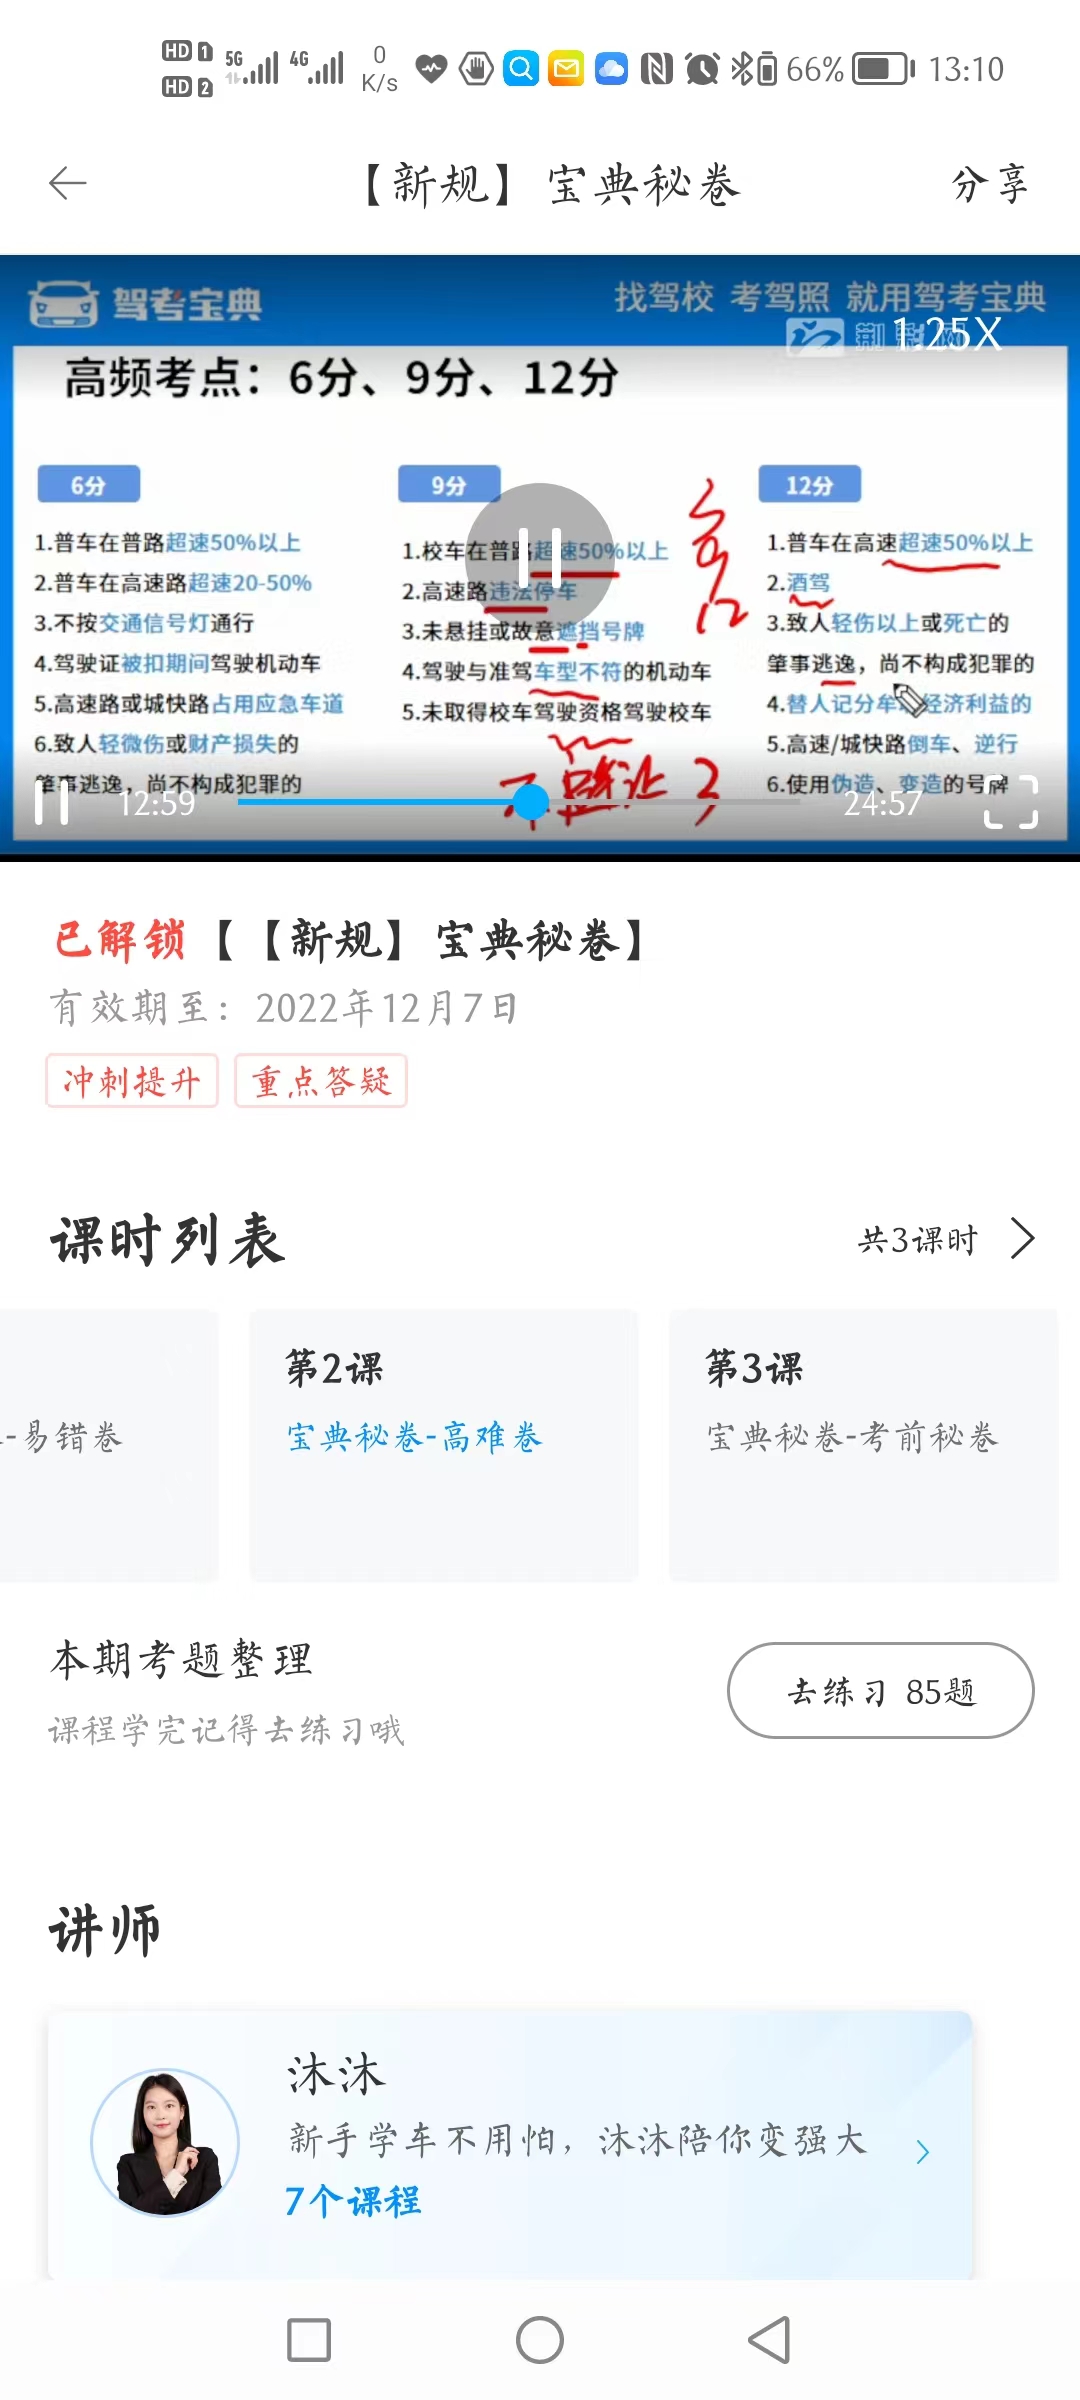 HD 1
HD 2
5G
4G
0
K/s
66%
13:10
【新规】宝典秘卷
分享
驾考宝典
找驾校 考驾照 就用驾考宝典
1.25X
高频考点：6分、9分、12分
6分
1.普车在普路超速50%以上
2.普车在高速路超速20-50%
3.不按交通信号灯通行
4.驾驶证被扣期间驾驶机动车
5.高速路或城快路占用应急车道
6.致人轻微伤或财产损失的
肇事逃逸，尚不构成犯罪的
9分
1.校车在普路超速50%以上
2.高速路违法停车
3.未悬挂或故意遮挡号牌
4.驾驶与准驾车型不符的机动车
5.未取得校车驾驶资格驾驶校车
12分
1.普车在高速超速50%以上
2.酒驾
3.致人轻伤以上或死亡的
肇事逃逸，尚不构成犯罪的
4.替人记分牟取经济利益的
5.高速/城快路倒车、逆行
6.使用伪造、变造的号牌
6
9
12
不避让 3
12:59
24:57
已解锁【【新规】宝典秘卷】
有效期至：2022年12月7日
冲刺提升
重点答疑
课时列表
共3课时
-易错卷
第2课
宝典秘卷-高难卷
第3课
宝典秘卷-考前秘卷
本期考题整理
课程学完记得去练习哦
去练习 85题
讲师
沐沐
新手学车不用怕，沐沐陪你变强大
7个课程